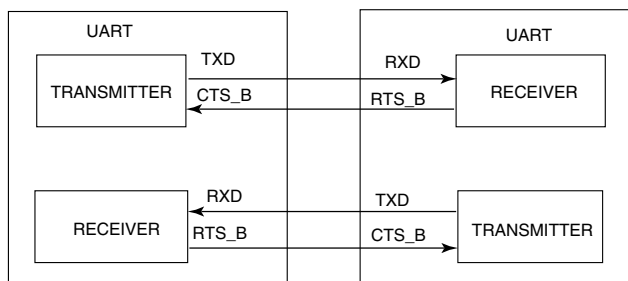 UART UART
TXD RXD
TRANSMITTER RECEIVER
CTS_B RTS_B
RXD TXD
RECEIVER TRANSMITTER
RTS_B CTS_B